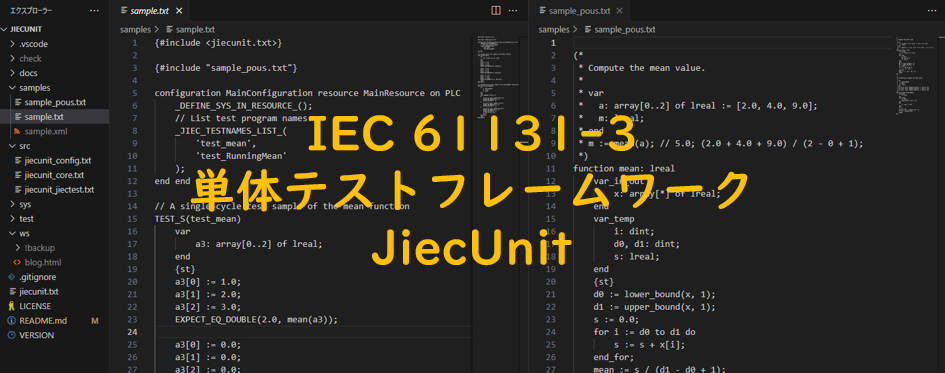 エクスプローラー ···
JIECUNIT
.vscode
check
docs
samples
sample_pous.txt
sample.txt
sample.xml
src
jiecunit_config.txt
jiecunit_core.txt
jiecunit_jiectest.txt
sys
test
ws
!backup
blog.html
.gitignore
jiecunit.txt
LICENSE
README.md M
VERSION
sample.txt
samples > sample.txt
1 {#include <jiecunit.txt>}
2
3 {#include "sample_pous.txt"}
4
5 configuration MainConfiguration resource MainResource on PLC
6 _DEFINE_SYS_IN_RESOURCE_();
7 // List test program names
8 _JIEC_TESTNAMES_LIST_(
9 'test_mean',
10 'test_RunningMean'
11 );
12 end end
13
14 // A single cycle test sample of the mean function
15 TEST_S(test_mean)
16 var
17 a3: array[0..2] of lreal;
18 end
19 {st}
20 a3[0] := 1.0;
21 a3[1] := 2.0;
22 a3[2] := 3.0;
23 EXPECT_EQ_DOUBLE(2.0, mean(a3));
24
25 a3[0] := 0.0;
26 a3[1] := 0.0;
27 a3[2] := 0.0;
sample_pous.txt
samples > sample_pous.txt
1
2 (*
3 * Compute the mean value.
4 *
5 * var
6 * a: array[0..2] of lreal := [2.0, 4.0, 9.0];
7 * m: lreal;
8 * end
9 * m := mean(a); // 5.0; (2.0 + 4.0 + 9.0) / (2 - 0 + 1);
10 *)
11 function mean: lreal
12 var_in_out
13 x: array[*] of lreal;
14 end
15 var_temp
16 i: dint;
17 d0, d1: dint;
18 s: lreal;
19 end
20 {st}
21 d0 := lower_bound(x, 1);
22 d1 := upper_bound(x, 1);
23 s := 0.0;
24 for i := d0 to d1 do
25 s := s + x[i];
26 end_for;
27 mean := s / (d1 - d0 + 1);
IEC 61131-3
単体テストフレームワーク
JiecUnit